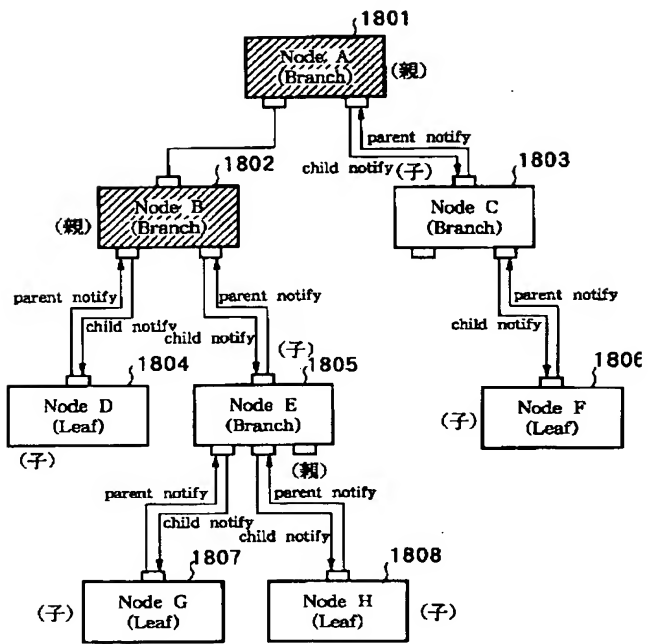 1801
Node A
(Branch)
(親)
parent notify
child notify
(子)
1802
1803
(親)
Node B
(Branch)
Node C
(Branch)
parent notify
child notify
parent notify
child notify
parent notify
child notify
(子)
1804
1805
1806
Node D
(Leaf)
(子)
Node E
(Branch)
(親)
(子)
Node F
(Leaf)
parent notify
child notify
parent notify
child notify
1807
1808
(子)
Node G
(Leaf)
Node H
(Leaf)
(子)